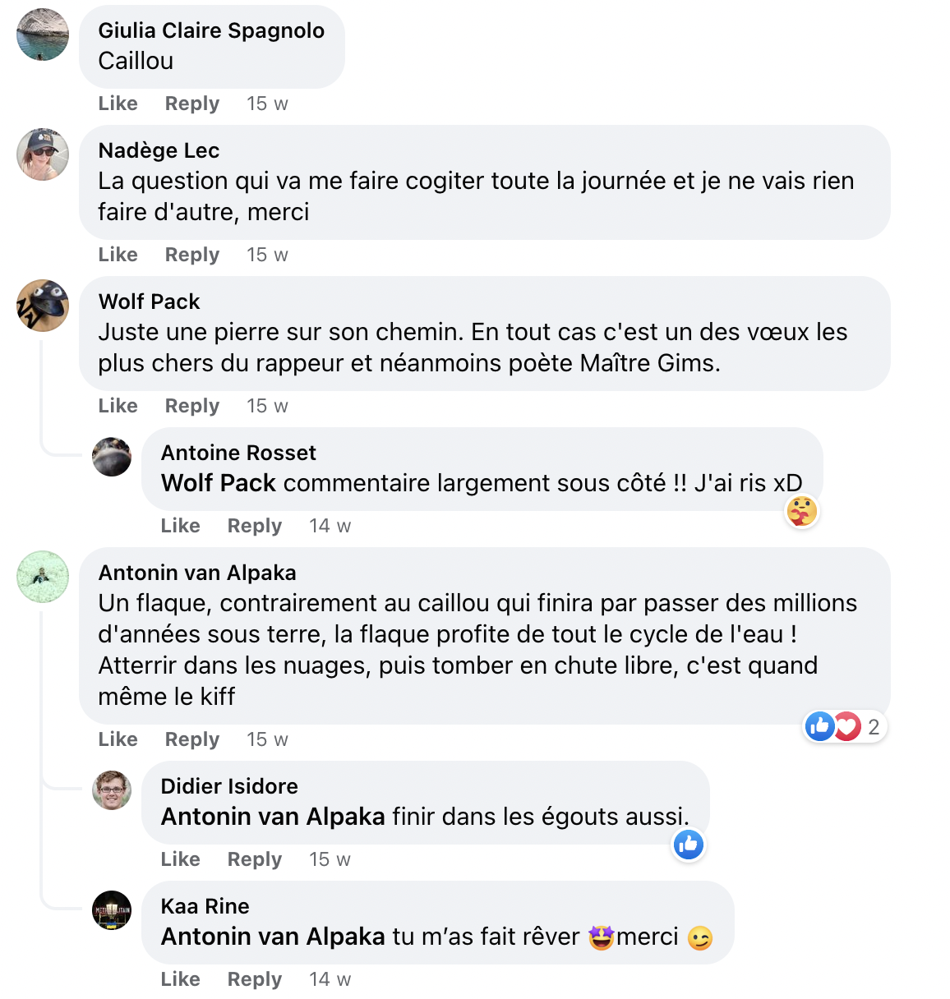 Giulia Claire Spagnolo
Caillou
Like Reply 15 w
Nadège Lec
La question qui va me faire cogiter toute la journée et je ne vais rien
faire d'autre, merci
Like Reply 15 w
Wolf Pack
Juste une pierre sur son chemin. En tout cas c'est un des vœux les
plus chers du rappeur et néanmoins poète Maître Gims.
Like Reply 15 w
Antoine Rosset
Wolf Pack commentaire largement sous côté !! J'ai ris xD
Like Reply 14 w
Antonin van Alpaka
Un flaque, contrairement au caillou qui finira par passer des millions
d'années sous terre, la flaque profite de tout le cycle de l'eau !
Atterrir dans les nuages, puis tomber en chute libre, c'est quand
même le kiff
2
Like Reply 15 w
Didier Isidore
Antonin van Alpaka finir dans les égouts aussi.
Like Reply 15 w
Kaa Rine
Antonin van Alpaka tu m’as fait rêver 🤩merci 😉
Like Reply 14 w